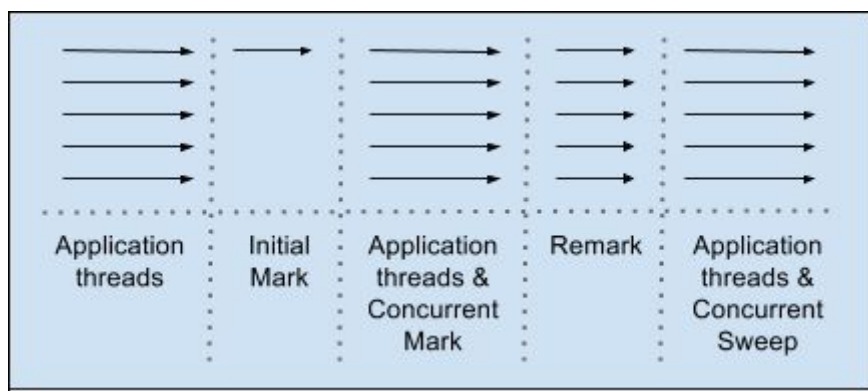 Application
threads
Initial
Mark
Application
threads &
Concurrent
Mark
Remark
Application
threads &
Concurrent
Sweep